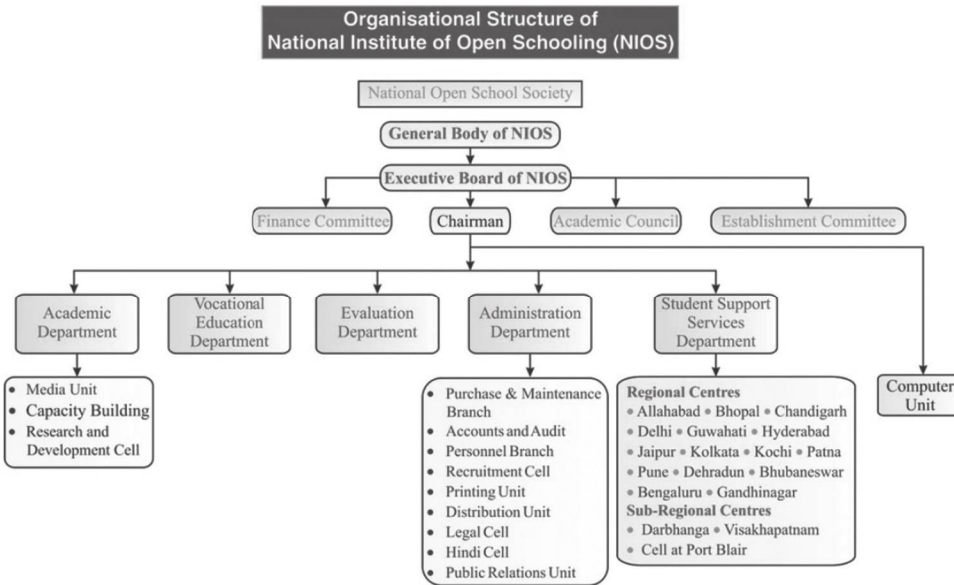 Organisational Structure of
National Institute of Open Schooling (NIOS)
National Open School Society
General Body of NIOS
Executive Board of NIOS
Finance Committee
Chairman
Academic Council
Establishment Committee
Academic
Department
Vocational
Education
Department
Evaluation
Department
Administration
Department
Student Support
Services
Department
• Media Unit
• Capacity Building
• Research and
Development Cell
• Purchase & Maintenance
Branch
• Accounts and Audit
• Personnel Branch
• Recruitment Cell
• Printing Unit
• Distribution Unit
• Legal Cell
• Hindi Cell
• Public Relations Unit
Regional Centres
• Allahabad • Bhopal • Chandigarh
• Delhi • Guwahati • Hyderabad
• Jaipur • Kolkata • Kochi • Patna
• Pune • Dehradun • Bhubaneswar
• Bengaluru • Gandhinagar
Sub-Regional Centres
• Darbhanga • Visakhapatnam
• Cell at Port Blair
Computer
Unit